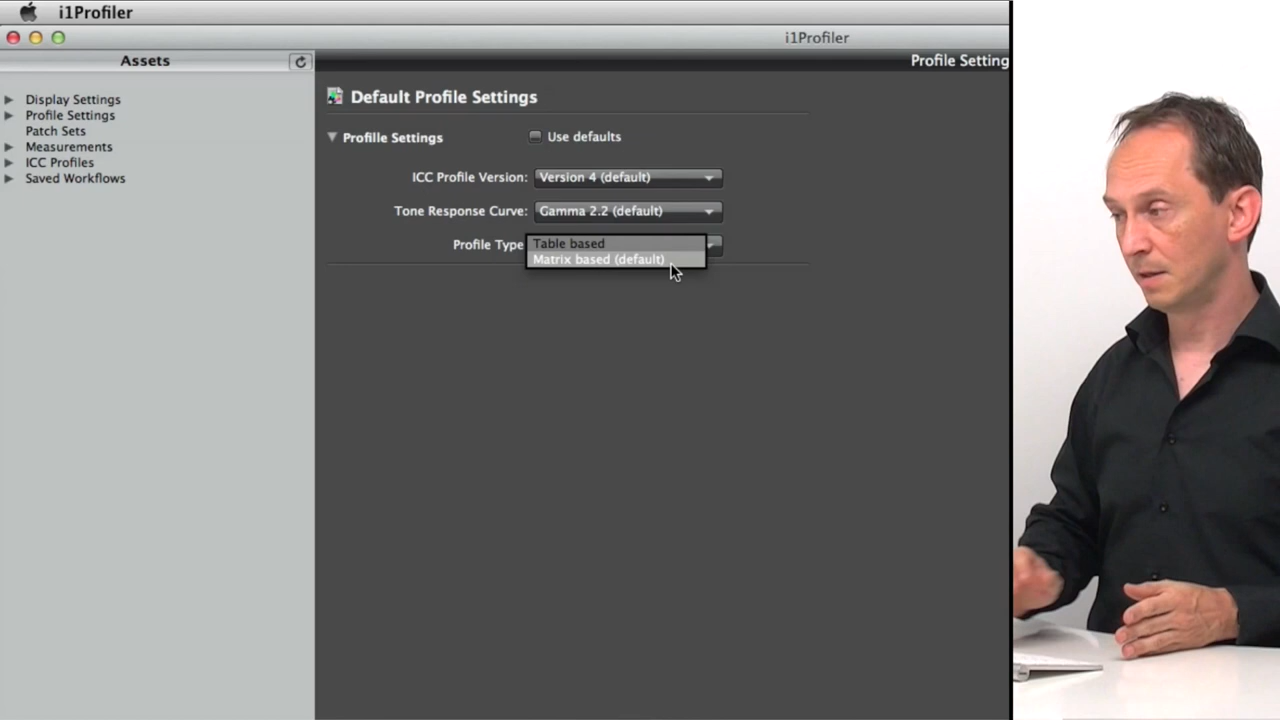 i1Profiler
i1Profiler
Assets
Profile Setting
Display Settings
Profile Settings
Patch Sets
Measurements
ICC Profiles
Saved Workflows
Default Profile Settings
Profille Settings
Use defaults
ICC Profile Version: Version 4 (default)
Tone Response Curve: Gamma 2.2 (default)
Profile Type
Table based
Matrix based (default)